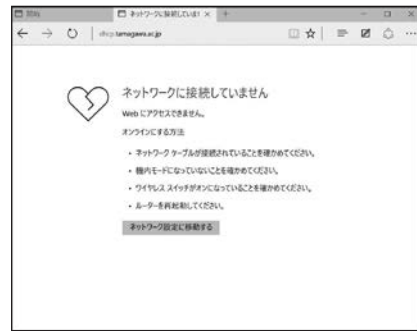 開始
ネットワークに接続していま!
shop.tamagawa.ac.jp
ネットワークに接続していません
Web にアクセスできません。
オンラインにする方法
• ネットワーク ケーブルが接続されていることを確かめてください。
• 機内モードになっていないことを確かめてください。
• ワイヤレス スイッチがオンになっていることを確かめてください。
• ルーターを再起動してください。
ネットワーク設定に移動する